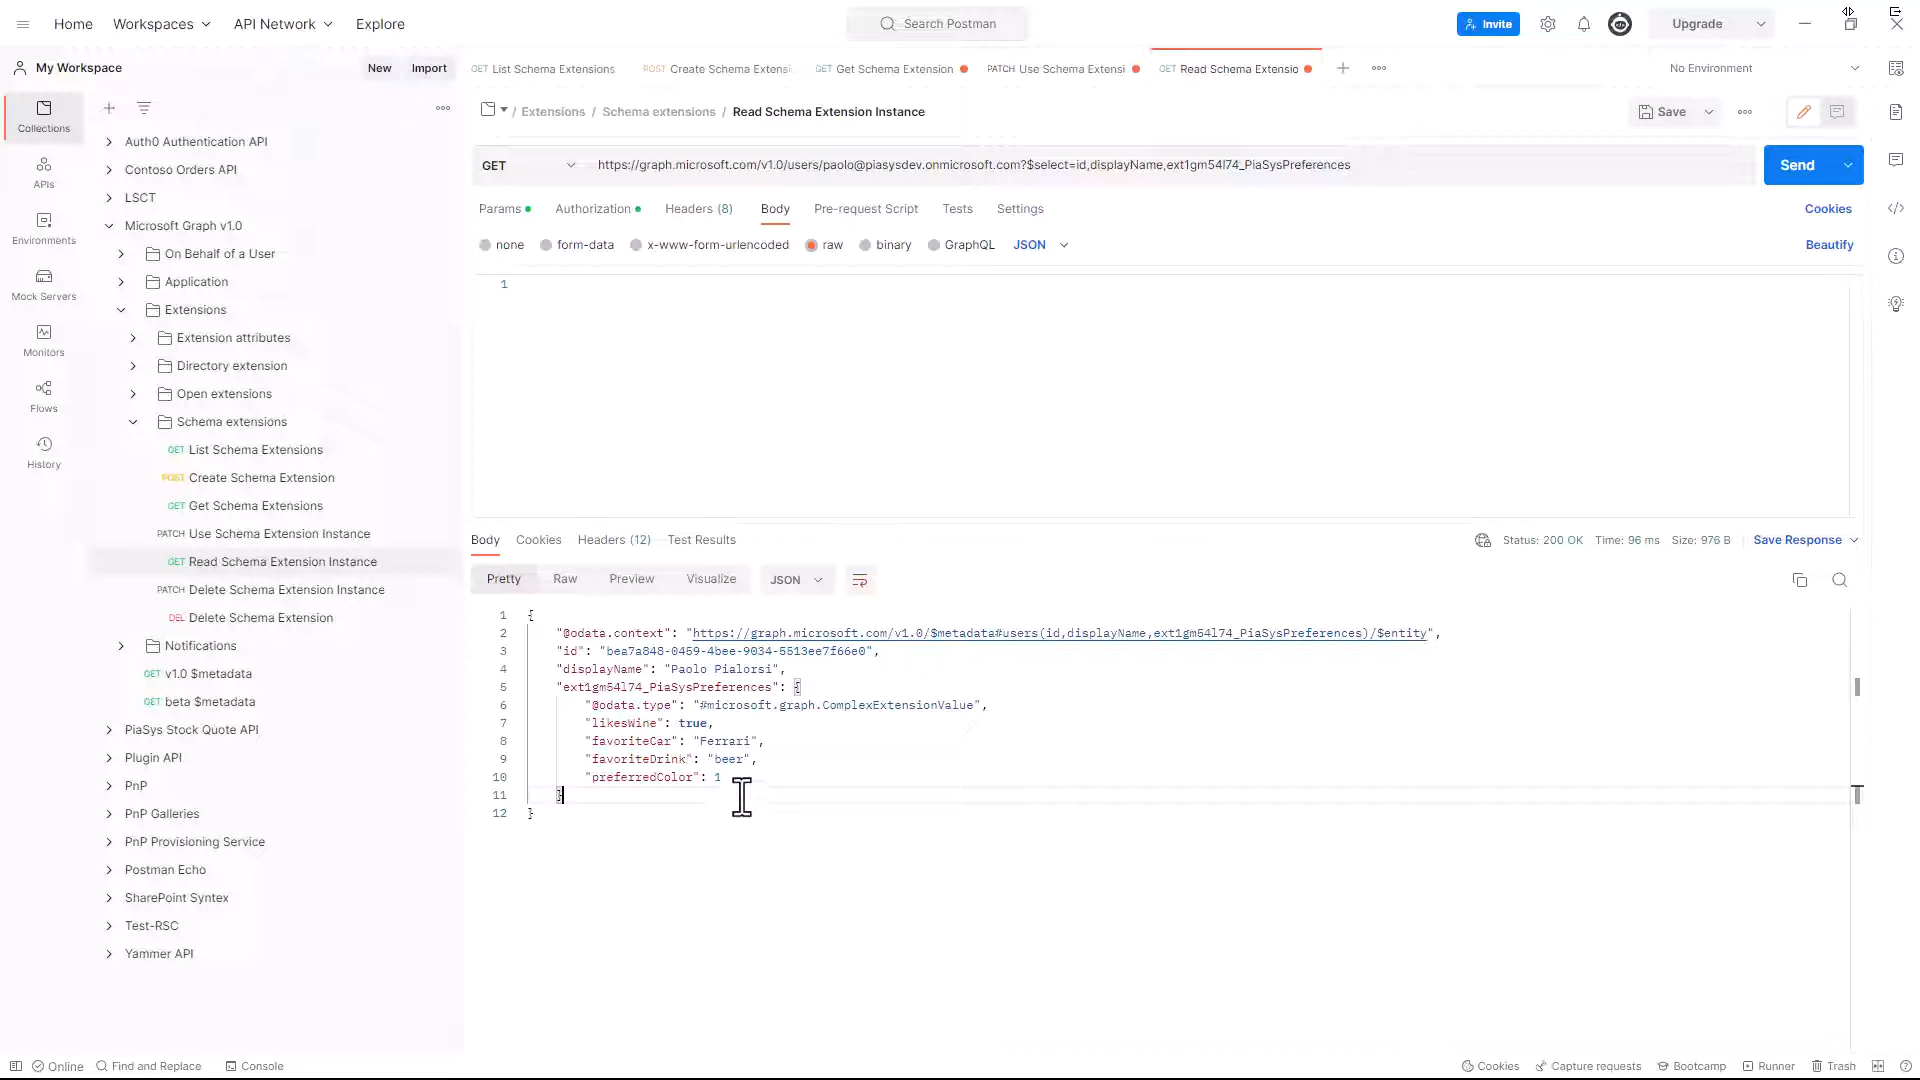 Home Workspaces API Network Explore Search Postman Invite Upgrade
My Workspace New Import
GET List Schema Extensions POST Create Schema Extensi GET Get Schema Extension PATCH Use Schema Extensi GET Read Schema Extensio No Environment
/ Extensions / Schema extensions / Read Schema Extension Instance Save
GET https://graph.microsoft.com/v1.0/users/paolo@piasysdev.onmicrosoft.com?$select=id,displayName,ext1gm54l74_PiaSysPreferences Send
Params Authorization Headers (8) Body Pre-request Script Tests Settings Cookies
none form-data x-www-form-urlencoded raw binary GraphQL JSON Beautify
1
Collections
APIs
Environments
Mock Servers
Monitors
Flows
History
Auth0 Authentication API
Contoso Orders API
LSCT
Microsoft Graph v1.0
On Behalf of a User
Application
Extensions
Extension attributes
Directory extension
Open extensions
Schema extensions
GET List Schema Extensions
POST Create Schema Extension
GET Get Schema Extensions
PATCH Use Schema Extension Instance
GET Read Schema Extension Instance
PATCH Delete Schema Extension Instance
DEL Delete Schema Extension
Notifications
GET v1.0 $metadata
GET beta $metadata
PiaSys Stock Quote API
Plugin API
PnP
PnP Galleries
PnP Provisioning Service
Postman Echo
SharePoint Syntex
Test-RSC
Yammer API
Body Cookies Headers (12) Test Results Status: 200 OK Time: 96 ms Size: 976 B Save Response
Pretty Raw Preview Visualize JSON
1 {
2 "@odata.context": "https://graph.microsoft.com/v1.0/$metadata#users(id,displayName,ext1gm54l74_PiaSysPreferences)/$entity",
3 "id": "bea7a848-0459-4bee-9034-5513ee7f66e0",
4 "displayName": "Paolo Pialorsi",
5 "ext1gm54l74_PiaSysPreferences": {
6 "@odata.type": "#microsoft.graph.ComplexExtensionValue",
7 "likesWine": true,
8 "favoriteCar": "Ferrari",
9 "favoriteDrink": "beer",
10 "preferredColor": 1
11 }
12 }
Online Find and Replace Console Cookies Capture requests Bootcamp Runner Trash